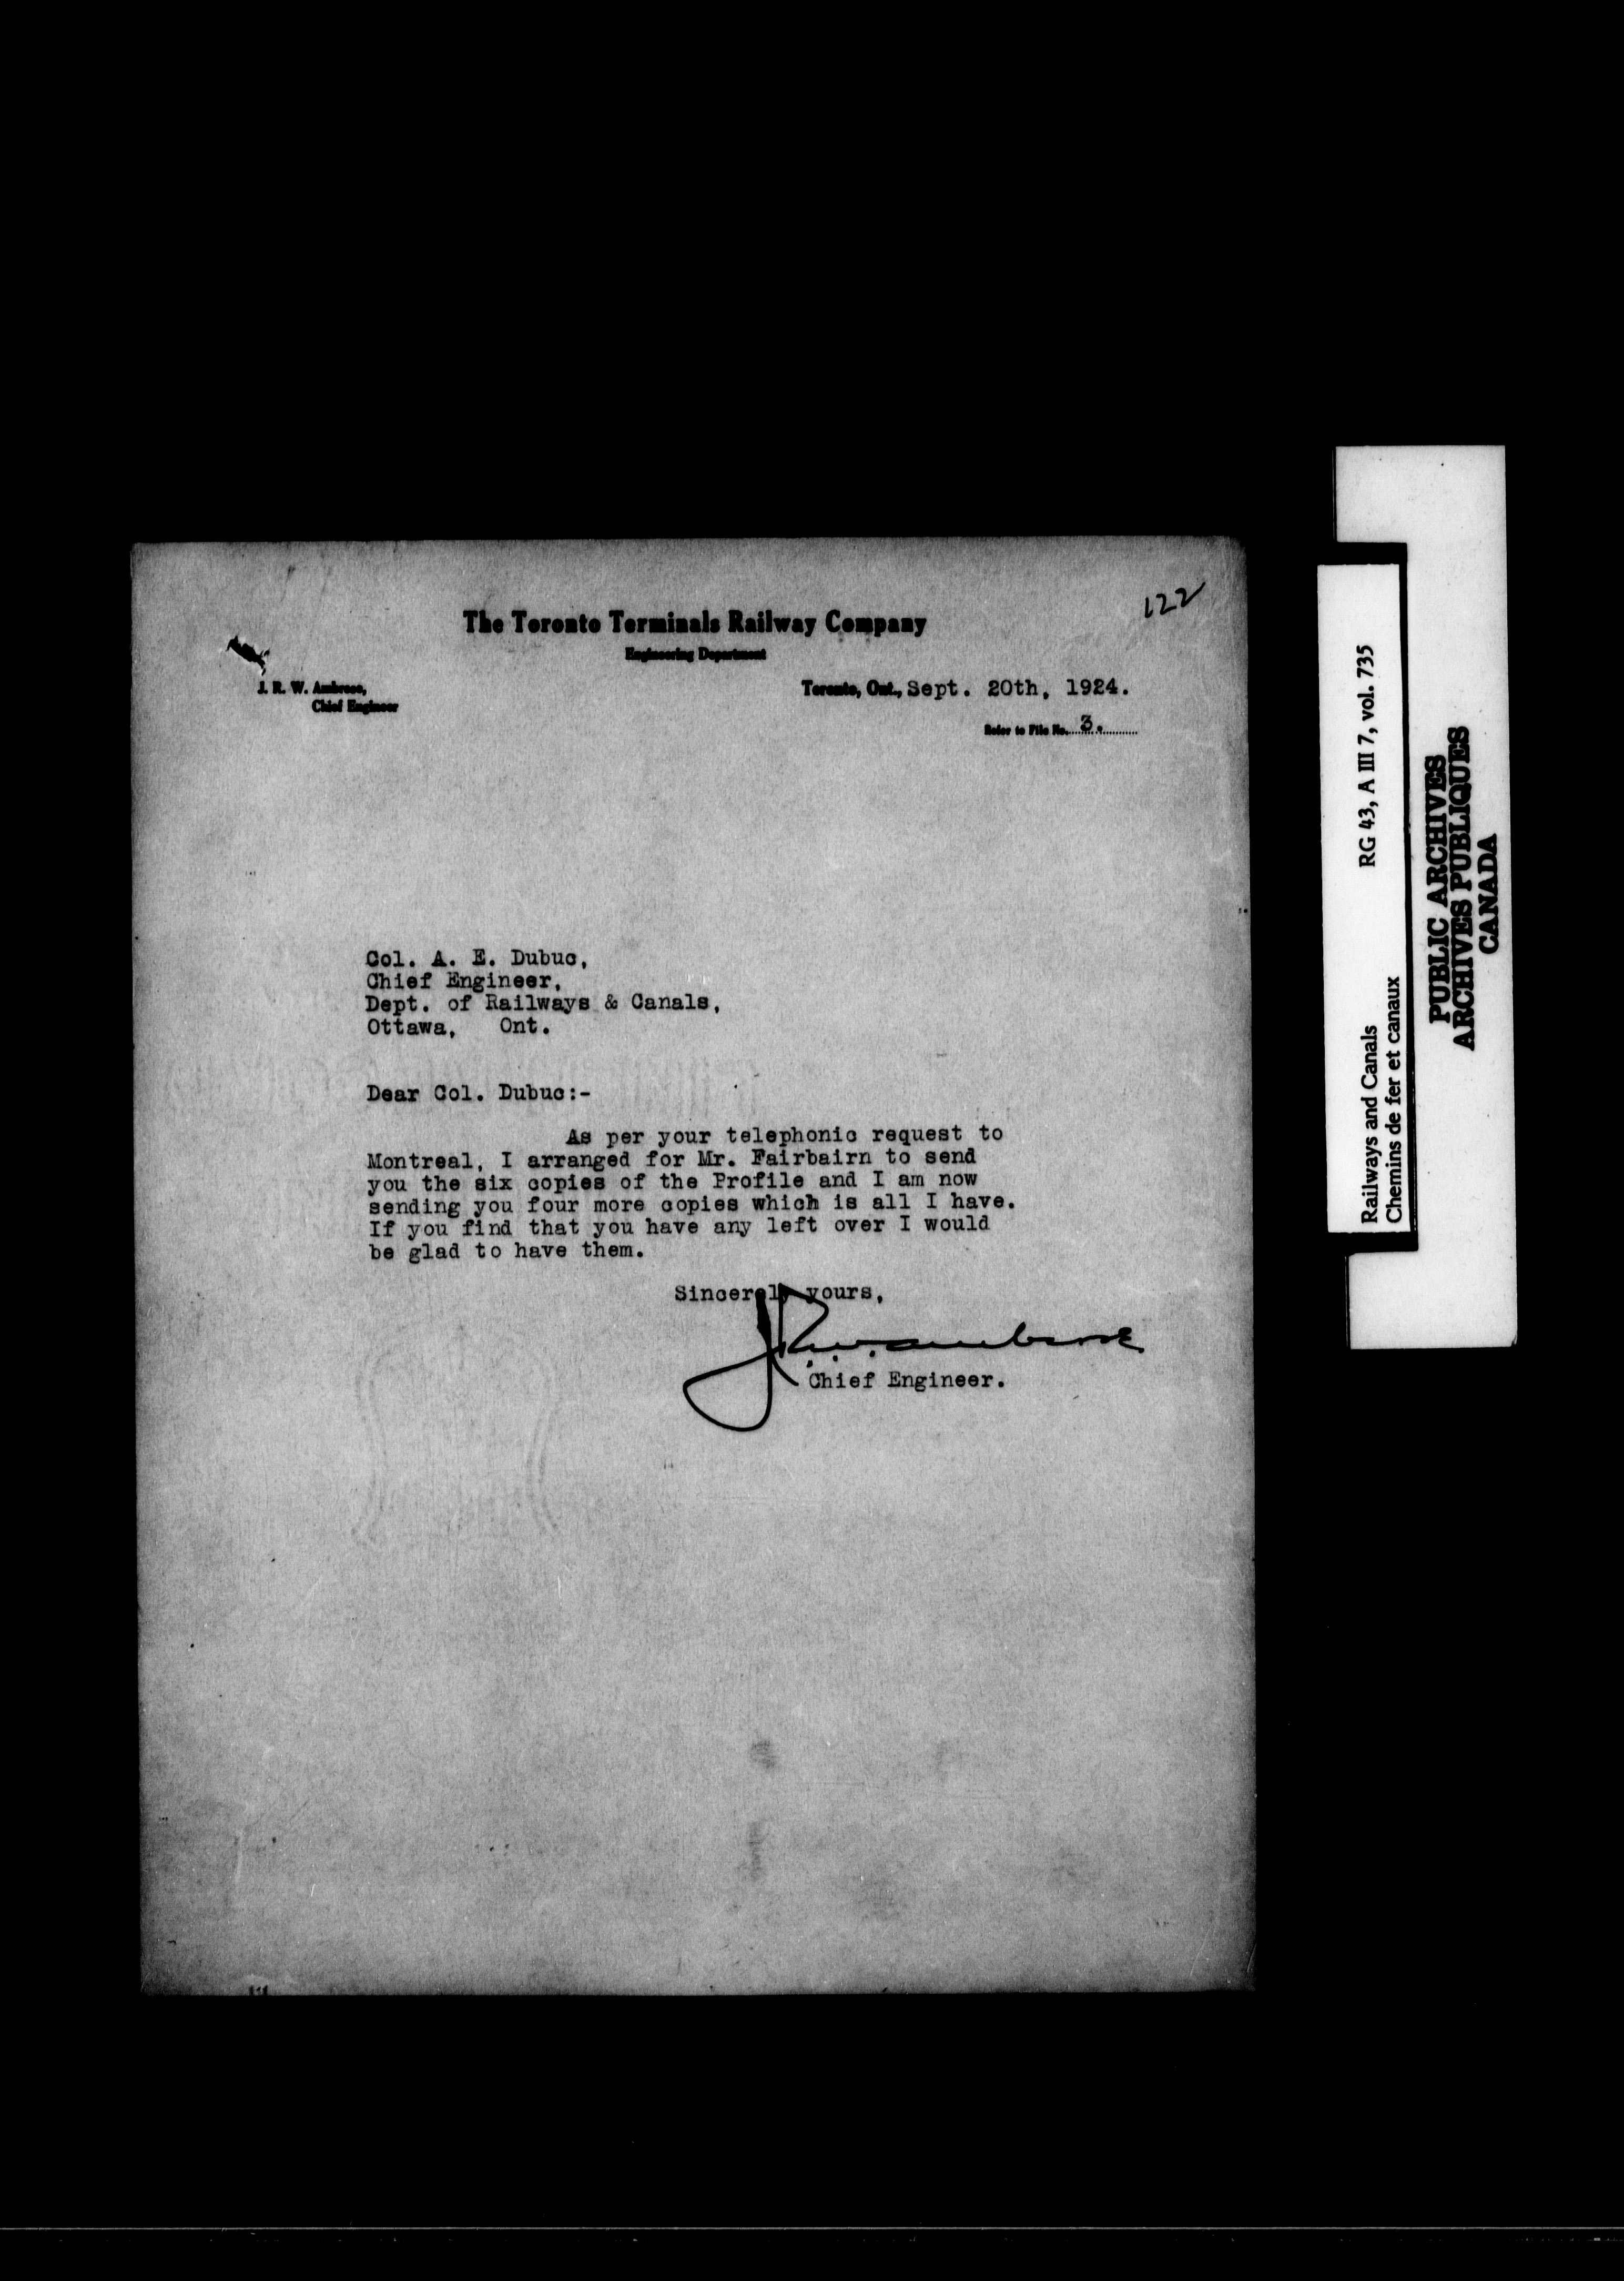 122
The Toronto Terminals Railway Company
Engineering Department
J. R. W. Ambrose,
Chief Engineer
Toronto, Ont., Sept. 20th, 1924.
Refer to File No. 3.
Col. A. E. Dubuc,
Chief Engineer,
Dept. of Railways & Canals,
Ottawa, Ont.
Dear Col. Dubuc:-
As per your telephonic request to
Montreal, I arranged for Mr. Fairbairn to send
you the six copies of the Profile and I am now
sending you four more copies which is all I have.
If you find that you have any left over I would
be glad to have them.
Sincerely yours,
J.R.W. Ambrose
Chief Engineer.
Railways and Canals RG 43, A III 7, vol. 735
Chemins de fer et canaux
PUBLIC ARCHIVES
ARCHIVES PUBLIQUES
CANADA